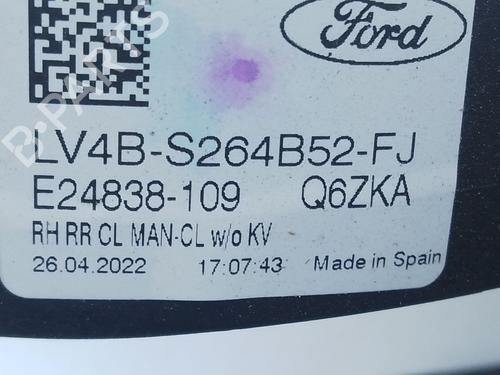 Ford
B-PARTS
LV4B-S264B52-FJ
E24838-109 Q6ZKA
RH RR CL MAN-CL w/o KV
26.04.2022 17:07:43 Made in Spain